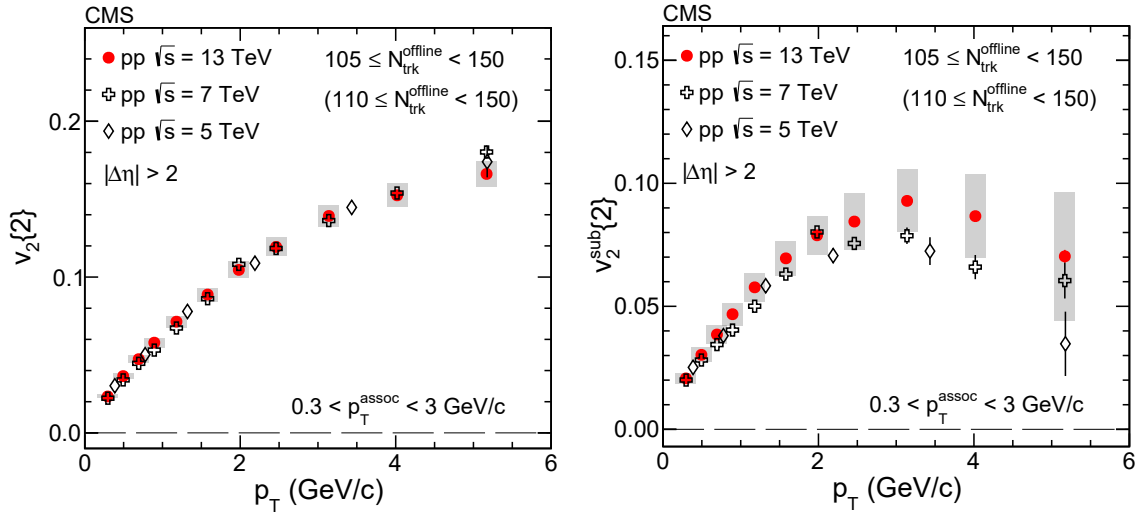 CMS
pp √s = 13 TeV
pp √s = 7 TeV
pp √s = 5 TeV
|Δη| > 2
105 ≤ N_trk^offline < 150
(110 ≤ N_trk^offline < 150)
0.3 < p_T^assoc < 3 GeV/c
v_2{2}
0.2
0.1
0.0
0 2 4 6
p_T (GeV/c)
CMS
pp √s = 13 TeV
pp √s = 7 TeV
pp √s = 5 TeV
|Δη| > 2
105 ≤ N_trk^offline < 150
(110 ≤ N_trk^offline < 150)
0.3 < p_T^assoc < 3 GeV/c
v_2^sub{2}
0.15
0.10
0.05
0.00
0 2 4 6
p_T (GeV/c)